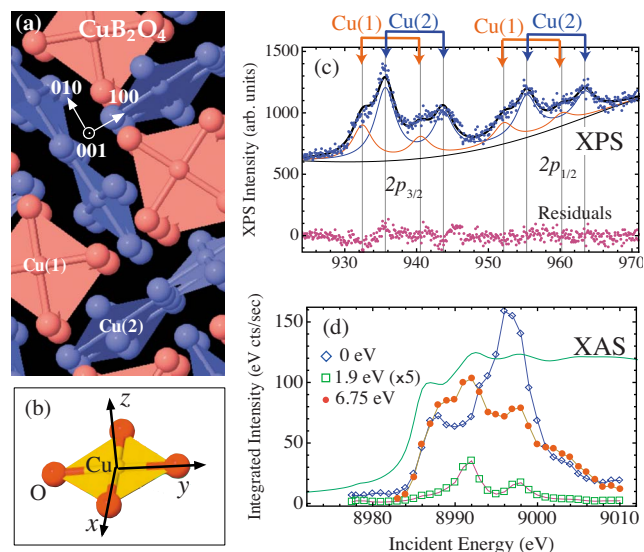 (a)
CuB₂O₄
010
100
001
Cu(1)
Cu(2)
(b)
z
Cu
O
y
x
Cu(1)
Cu(2)
Cu(1)
Cu(2)
(c)
1500
1000
500
0
XPS Intensity (arb. units)
XPS
2p₃/₂
2p₁/₂
Residuals
930
940
950
960
970
(d)
XAS
150
100
50
0
Integrated Intensity (eV cts/sec)
0 eV
1.9 eV (×5)
6.75 eV
8980
8990
9000
9010
Incident Energy (eV)